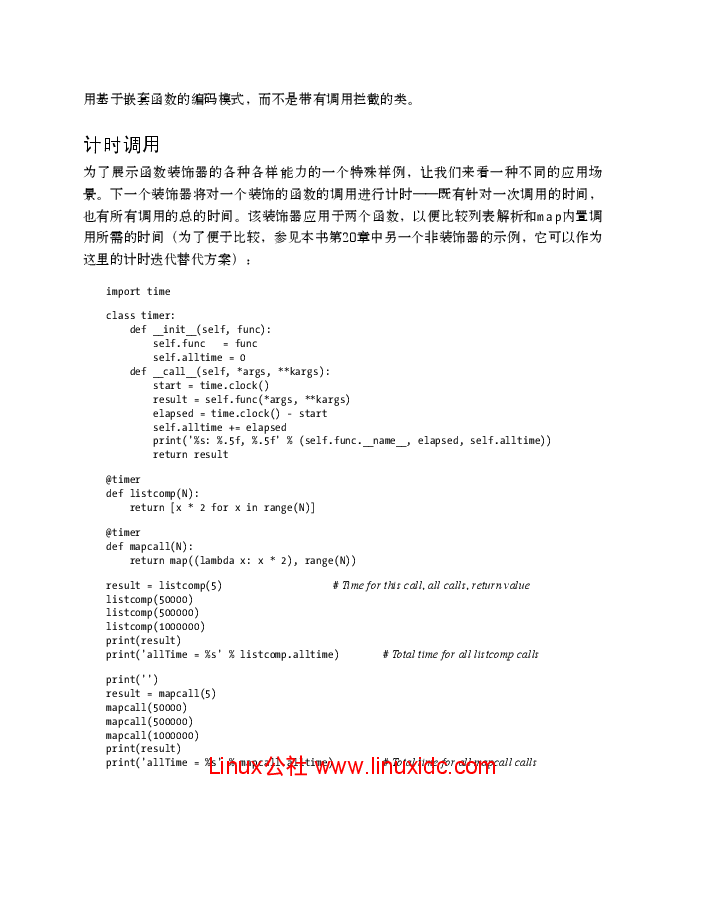 用基于嵌套函数的编码模式，而不是带有调用拦截的类。
计时调用
为了展示函数装饰器的各种各样能力的一个特殊样例，让我们来看一种不同的应用场
景。下一个装饰器将对一个装饰的函数的调用进行计时——既有针对一次调用的时间，
也有所有调用的总的时间。该装饰器应用于两个函数，以便比较列表解析和map内置调
用所需的时间（为了便于比较，参见本书第2章中另一个非装饰器的示例，它可以作为
这里的计时迭代替代方案）：
import time
class timer:
    def __init__(self, func):
        self.func   = func
        self.alltime = 0
    def __call__(self, *args, **kargs):
        start = time.clock()
        result = self.func(*args, **kargs)
        elapsed = time.clock() - start
        self.alltime += elapsed
        print('%s: %.5f, %.5f' % (self.func.__name__, elapsed, self.alltime))
        return result
@timer
def listcomp(N):
    return [x * 2 for x in range(N)]
@timer
def mapcall(N):
    return map((lambda x: x * 2), range(N))
result = listcomp(5)                   # Time for this call, all calls, return value
listcomp(50000)
listcomp(500000)
listcomp(1000000)
print(result)
print('allTime = %s' % listcomp.alltime)       # Total time for all listcomp calls
print('')
result = mapcall(5)
mapcall(50000)
mapcall(500000)
mapcall(1000000)
print(result)
print('allTime = %s' % mapcall.alltime)        # Total time for all mapcall calls
Linux公社 www.linuxidc.com